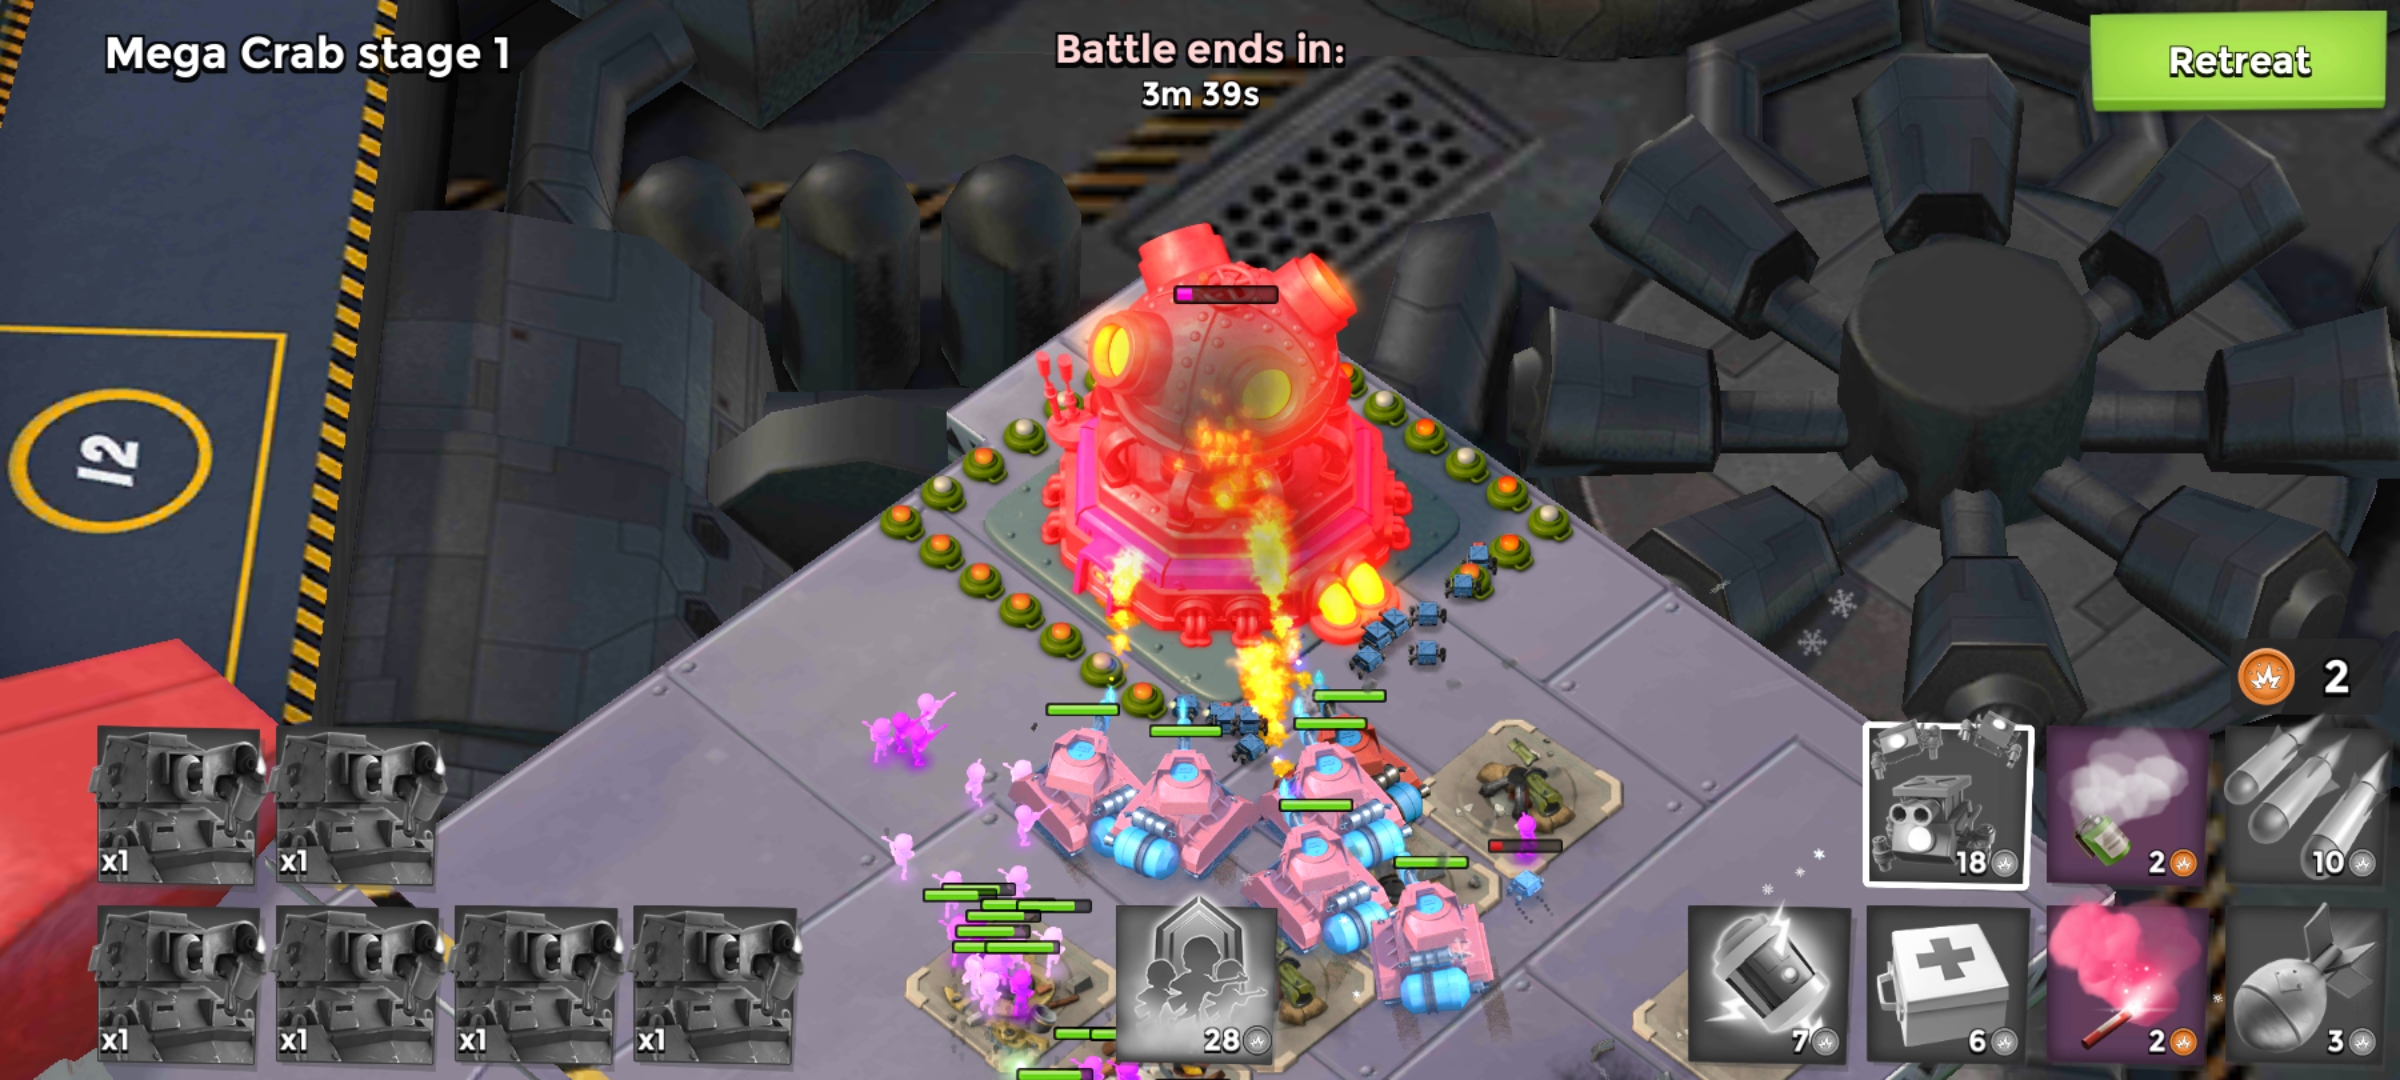 Mega Crab stage 1
Battle ends in:
3m 39s
Retreat
12
2
x1
x1
18
2
10
x1
x1
x1
x1
28
7
6
2
3